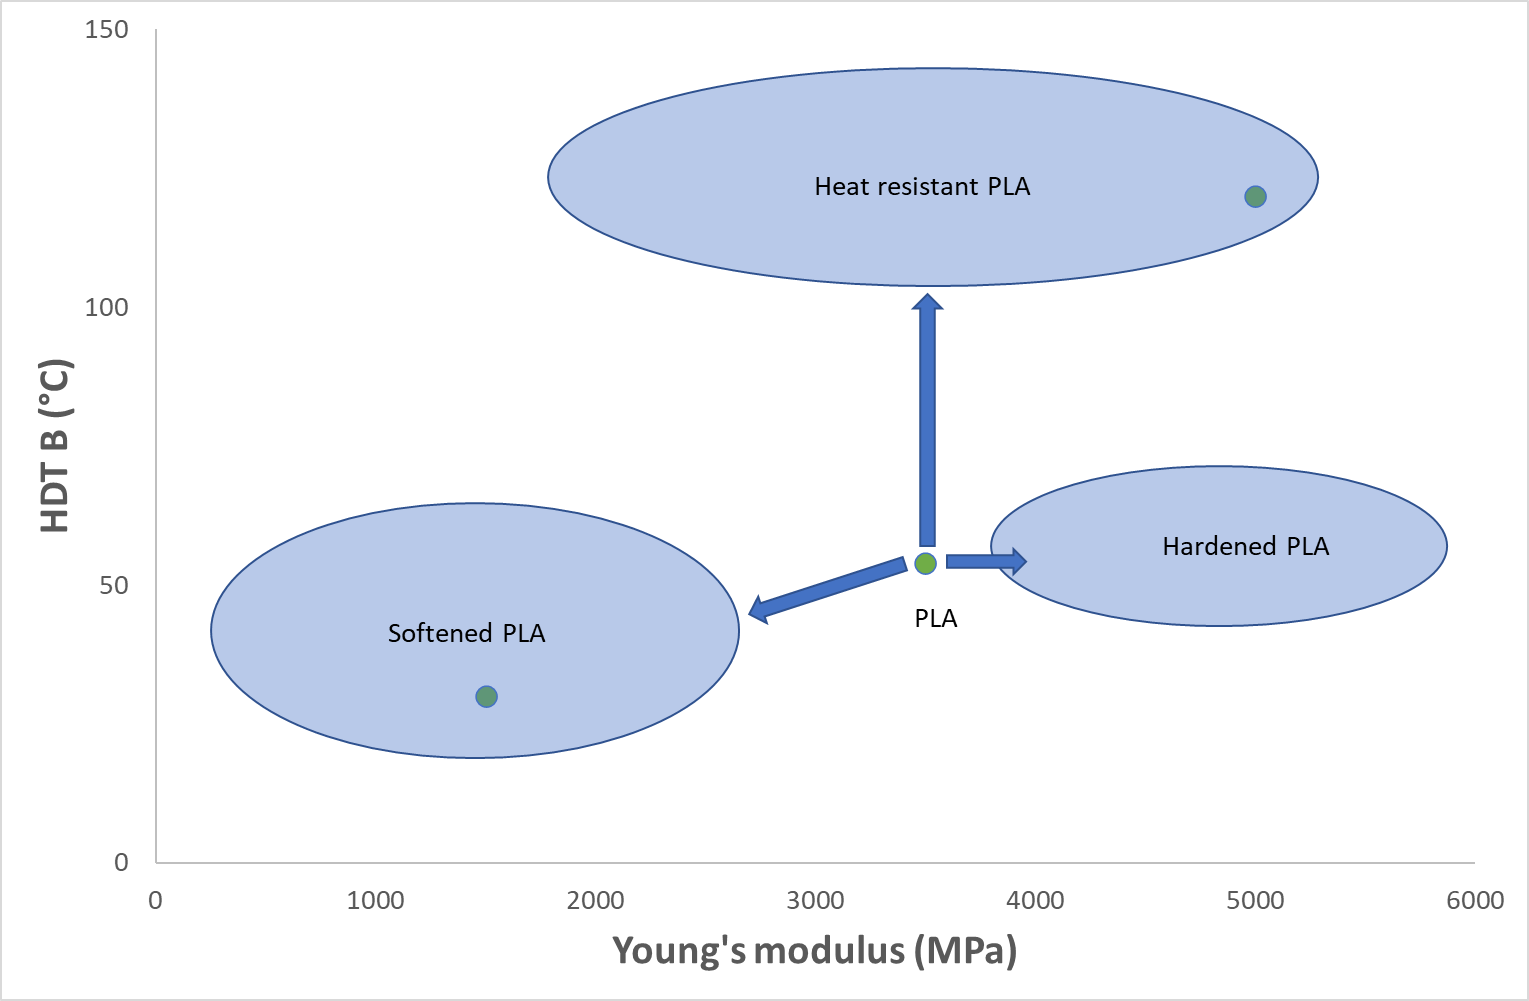 150
Heat resistant PLA
100
HDT B (°C)
Hardened PLA
50
PLA
Softened PLA
0
0 1000 2000 3000 4000 5000 6000
Young's modulus (MPa)